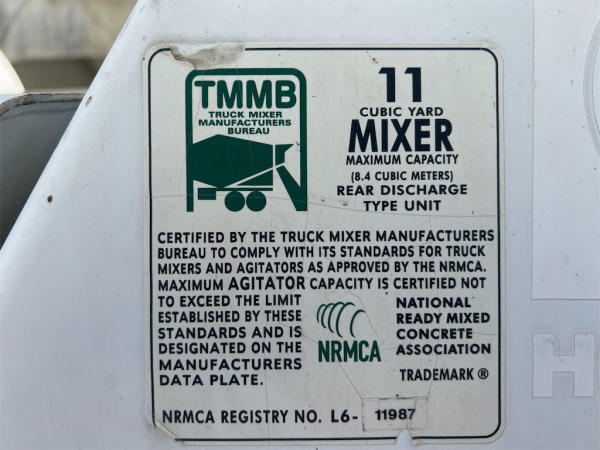 TMMB
TRUCK MIXER
MANUFACTURERS
BUREAU
11
CUBIC YARD
MIXER
MAXIMUM CAPACITY
(8.4 CUBIC METERS)
REAR DISCHARGE
TYPE UNIT
CERTIFIED BY THE TRUCK MIXER MANUFACTURERS
BUREAU TO COMPLY WITH ITS STANDARDS FOR TRUCK
MIXERS AND AGITATORS AS APPROVED BY THE NRMCA.
MAXIMUM AGITATOR CAPACITY IS CERTIFIED NOT
TO EXCEED THE LIMIT
ESTABLISHED BY THESE
STANDARDS AND IS
DESIGNATED ON THE
MANUFACTURERS
DATA PLATE.
NRMCA
NATIONAL
READY MIXED
CONCRETE
ASSOCIATION
TRADEMARK ®
NRMCA REGISTRY NO. L6- 11987
H